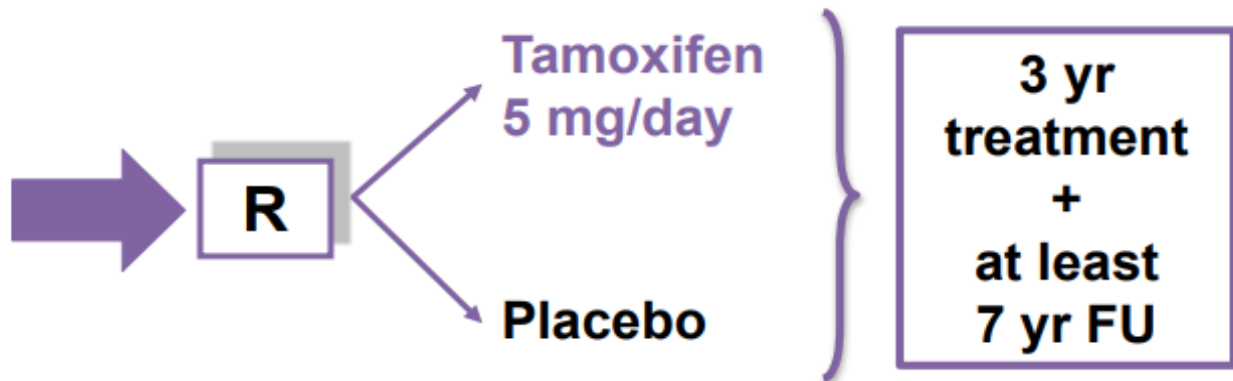 R
Tamoxifen
5 mg/day
Placebo
3 yr
treatment
+
at least
7 yr FU